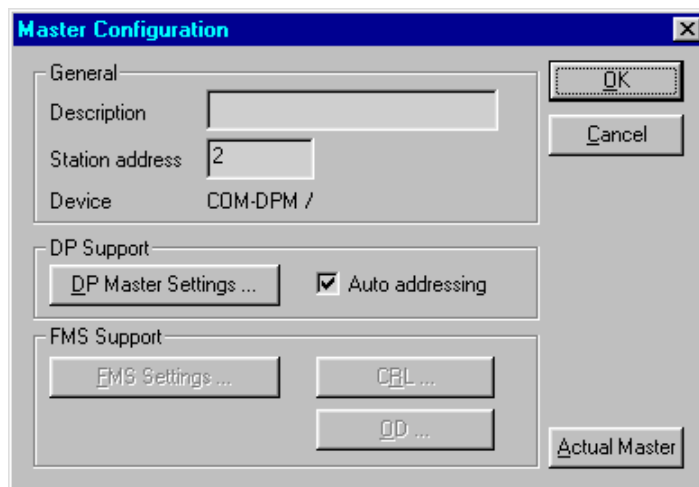 Master Configuration
General
OK
Description
Cancel
Station address 2
Device COM-DPM /
DP Support
DP Master Settings ... Auto addressing
FMS Support
FMS Settings ... CRL ...
OD ...
Actual Master